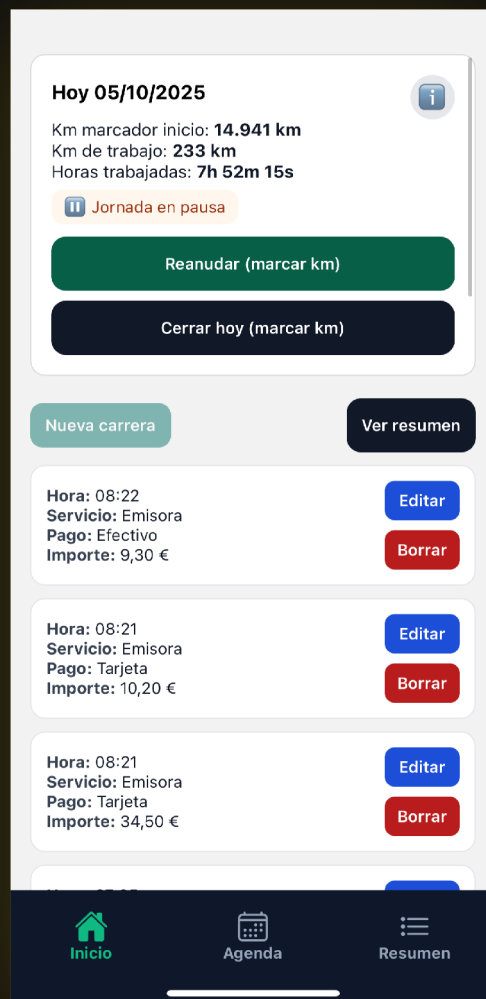 Hoy 05/10/2025
Km marcador inicio: 14.941 km
Km de trabajo: 233 km
Horas trabajadas: 7h 52m 15s
Jornada en pausa
Reanudar (marcar km)
Cerrar hoy (marcar km)
Nueva carrera
Ver resumen
Hora: 08:22
Servicio: Emisora
Pago: Efectivo
Importe: 9,30 €
Editar
Borrar
Hora: 08:21
Servicio: Emisora
Pago: Tarjeta
Importe: 10,20 €
Editar
Borrar
Hora: 08:21
Servicio: Emisora
Pago: Tarjeta
Importe: 34,50 €
Editar
Borrar
Inicio
Agenda
Resumen